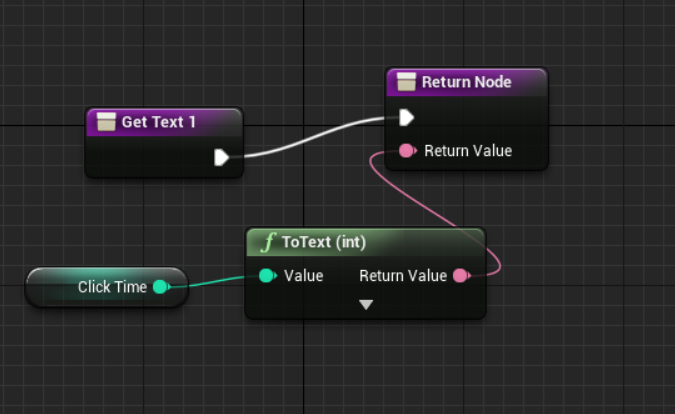 Get Text 1
Return Node
Return Value
ƒ ToText (int)
Value
Return Value
Click Time